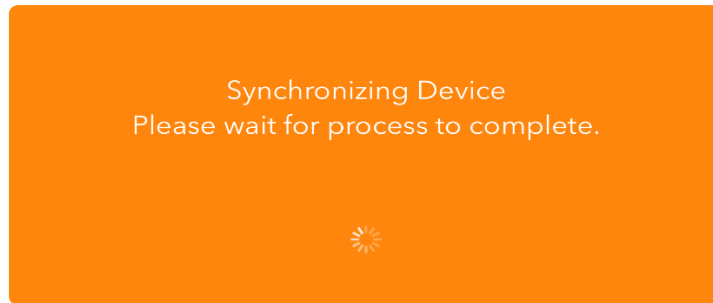 Synchronizing Device
Please wait for process to complete.